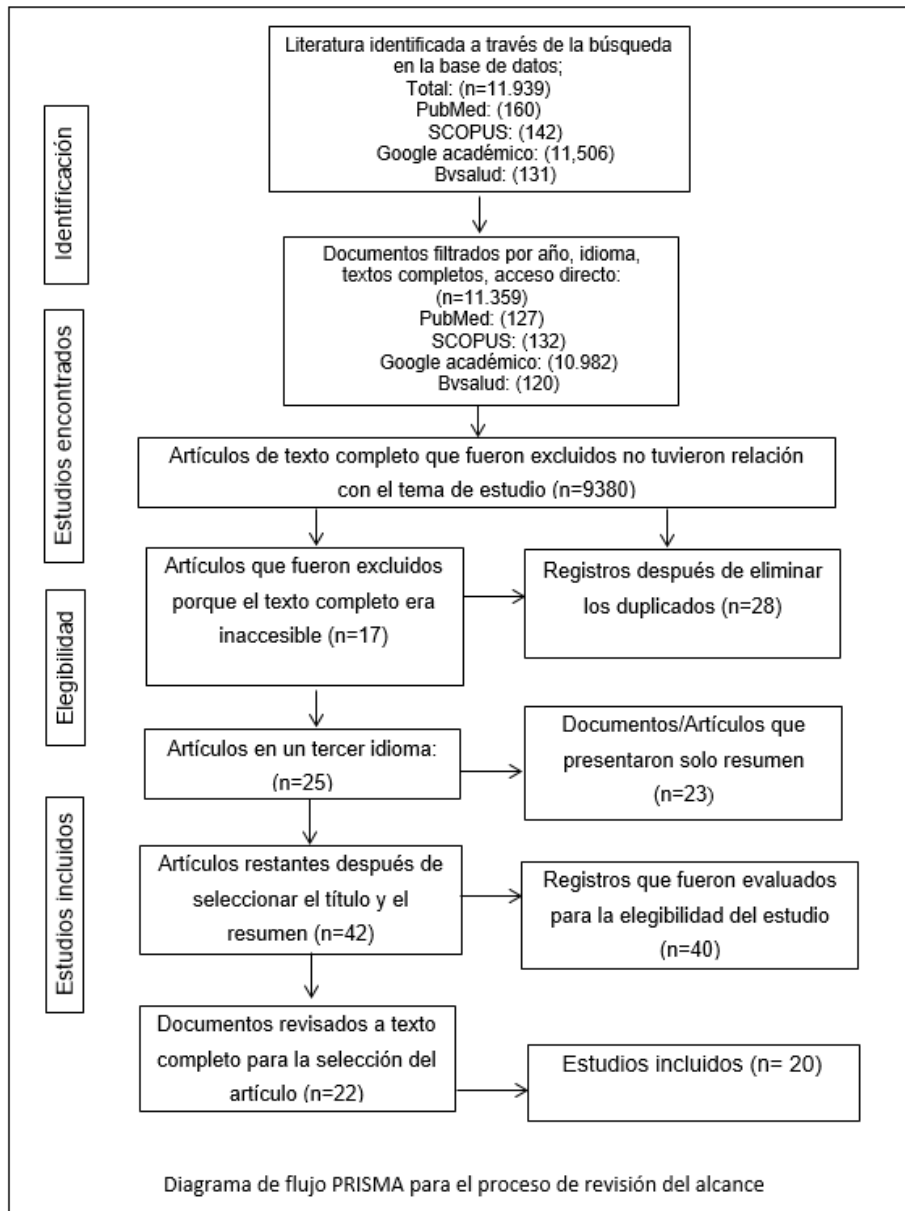 Literatura identificada a través de la búsqueda
en la base de datos;
Total: (n=11.939)
PubMed: (160)
SCOPUS: (142)
Google académico: (11,506)
Bvsalud: (131)
Identificación
Documentos filtrados por año, idioma,
textos completos, acceso directo:
(n=11.359)
PubMed: (127)
SCOPUS: (132)
Google académico: (10.982)
Bvsalud: (120)
Estudios encontrados
Artículos de texto completo que fueron excluidos no tuvieron relación
con el tema de estudio (n=9380)
Artículos que fueron excluidos
porque el texto completo era
inaccesible (n=17)
Registros después de eliminar
los duplicados (n=28)
Elegibilidad
Artículos en un tercer idioma:
(n=25)
Documentos/Artículos que
presentaron solo resumen
(n=23)
Estudios incluidos
Artículos restantes después de
seleccionar el título y el
resumen (n=42)
Registros que fueron evaluados
para la elegibilidad del estudio
(n=40)
Documentos revisados a texto
completo para la selección del
artículo (n=22)
Estudios incluidos (n= 20)
Diagrama de flujo PRISMA para el proceso de revisión del alcance